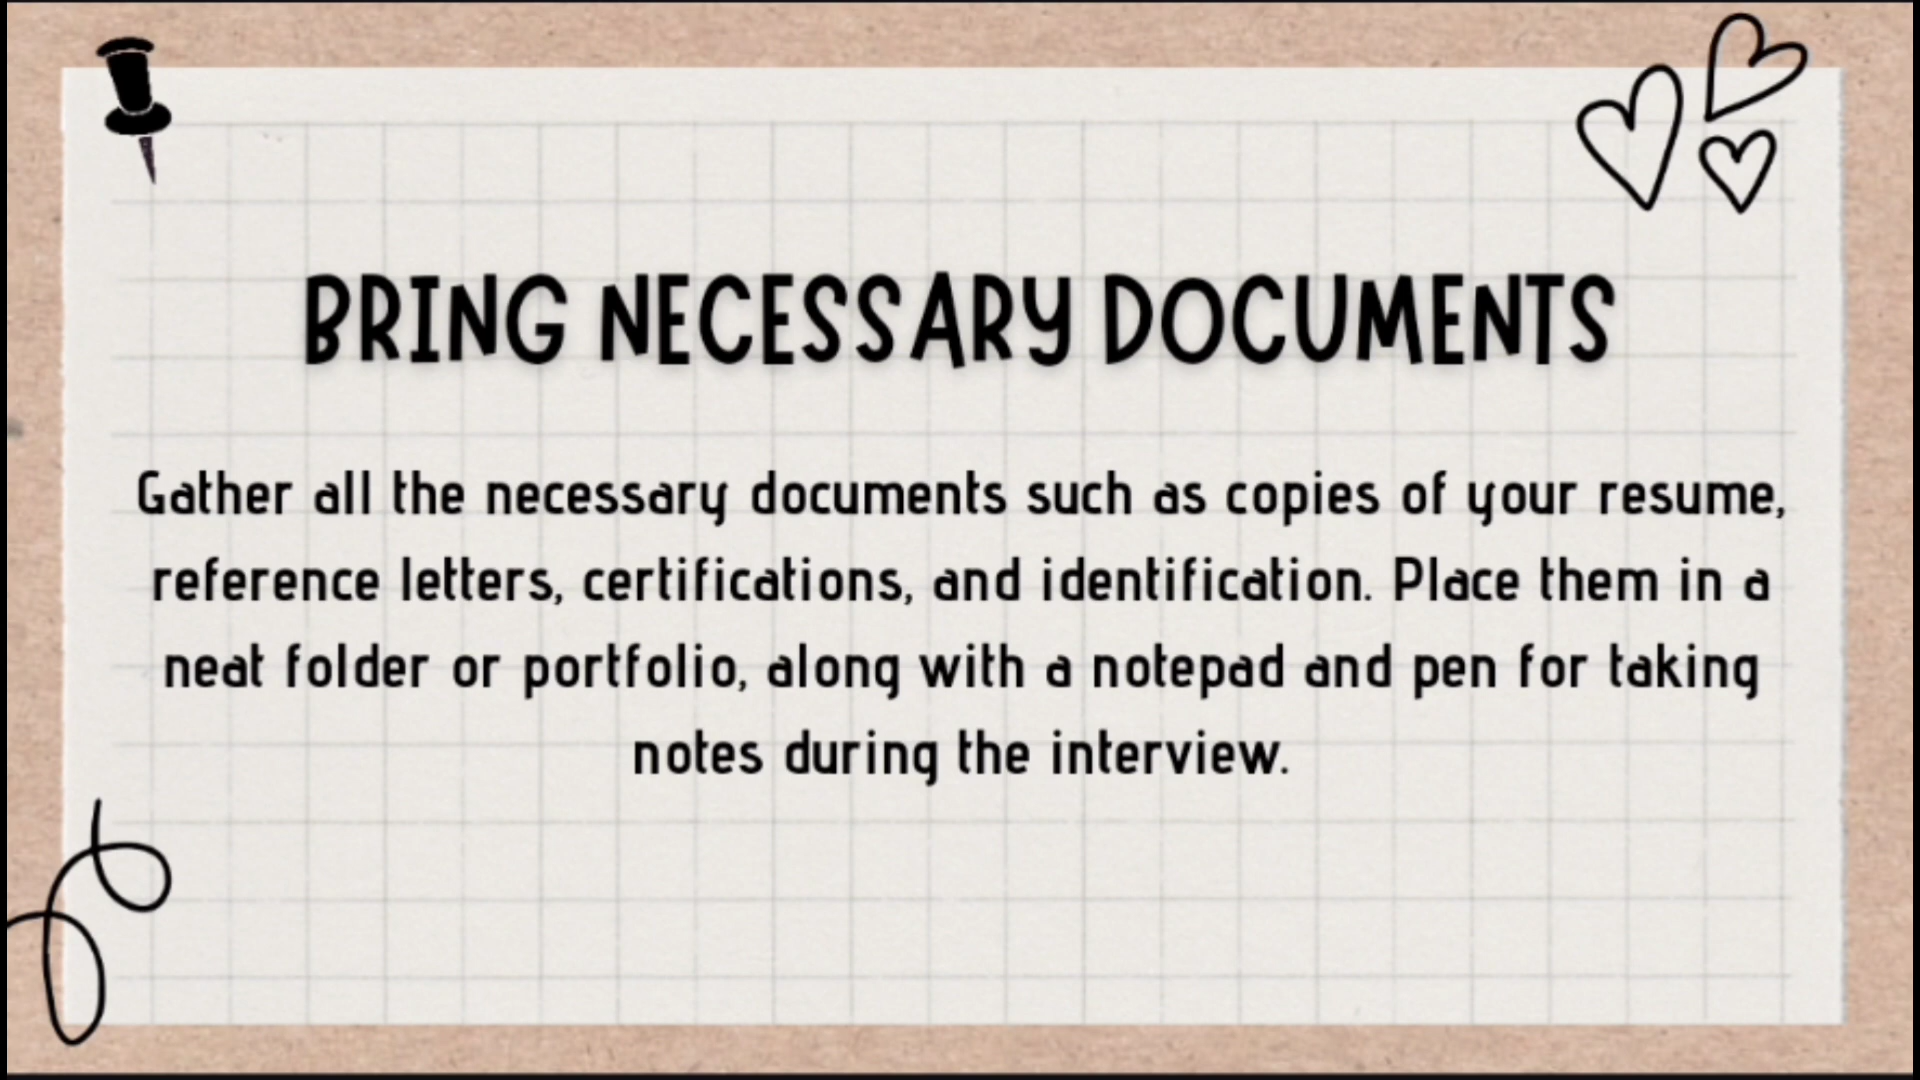 BRING NECESSARY DOCUMENTS
Gather all the necessary documents such as copies of your resume,
reference letters, certifications, and identification. Place them in a
neat folder or portfolio, along with a notepad and pen for taking
notes during the interview.